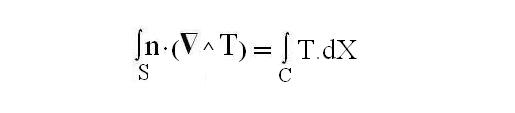 ∫n·(∇∧T) = ∫T.dX
S C